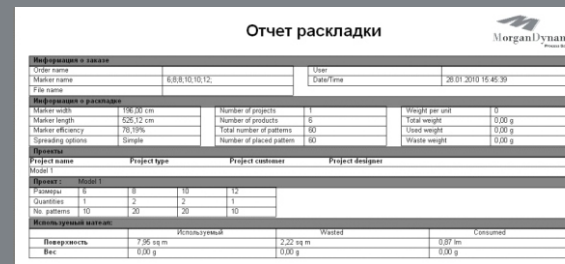 Отчет раскладки
MorganDynam
Информация о заказе
Order name User
Marker name 6;8;8;10;10;12; Date/Time 28.01.2010 15:45:39
File name
Информация о раскладке
Marker width 196,00 cm Number of projects 1 Weight per unit 0
Marker length 525,12 cm Number of products 6 Total weight 0,00 g
Marker efficiency 78,19% Total number of patterns 60 Used weight 0,00 g
Spreading options Simple Number of placed pattern 60 Waste weight 0,00 g
Проекты
Project name Project type Project customer Project designer
Model 1
Проект : Model 1
Размеры 6 8 10 12
Quantities 1 2 2 1
No. patterns 10 20 20 10
Используемый матеал:
Используемый Wasted Consumed
Поверхность 7,95 sq m 2,22 sq m 0,87 lm
Вес 0,00 g 0,00 g 0,00 g